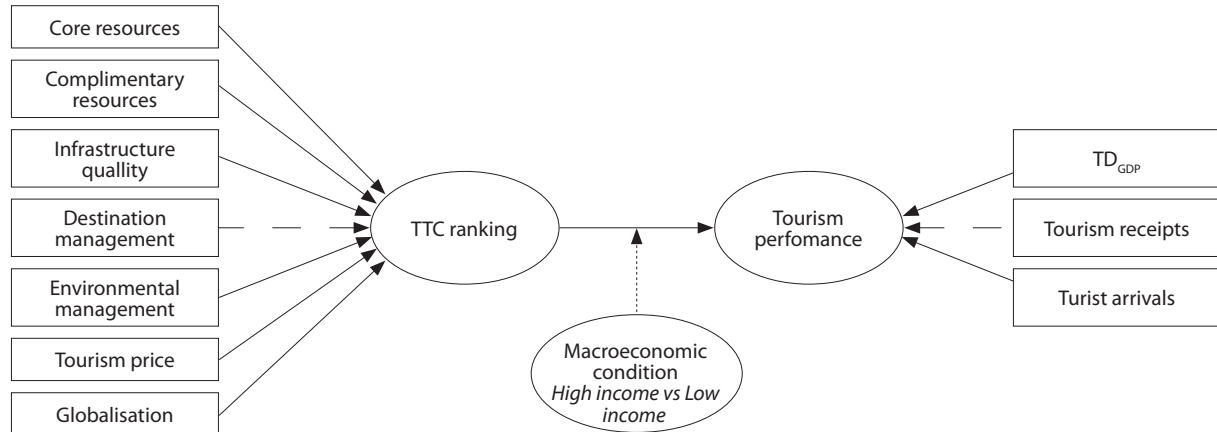 Core resources
Complimentary
resources
Infrastructure
quallity
Destination
management
Environmental
management
Tourism price
Globalisation
TTC ranking
Macroeconomic
condition
High income vs Low
income
Tourism
perfomance
TD_GDP
Tourism receipts
Turist arrivals